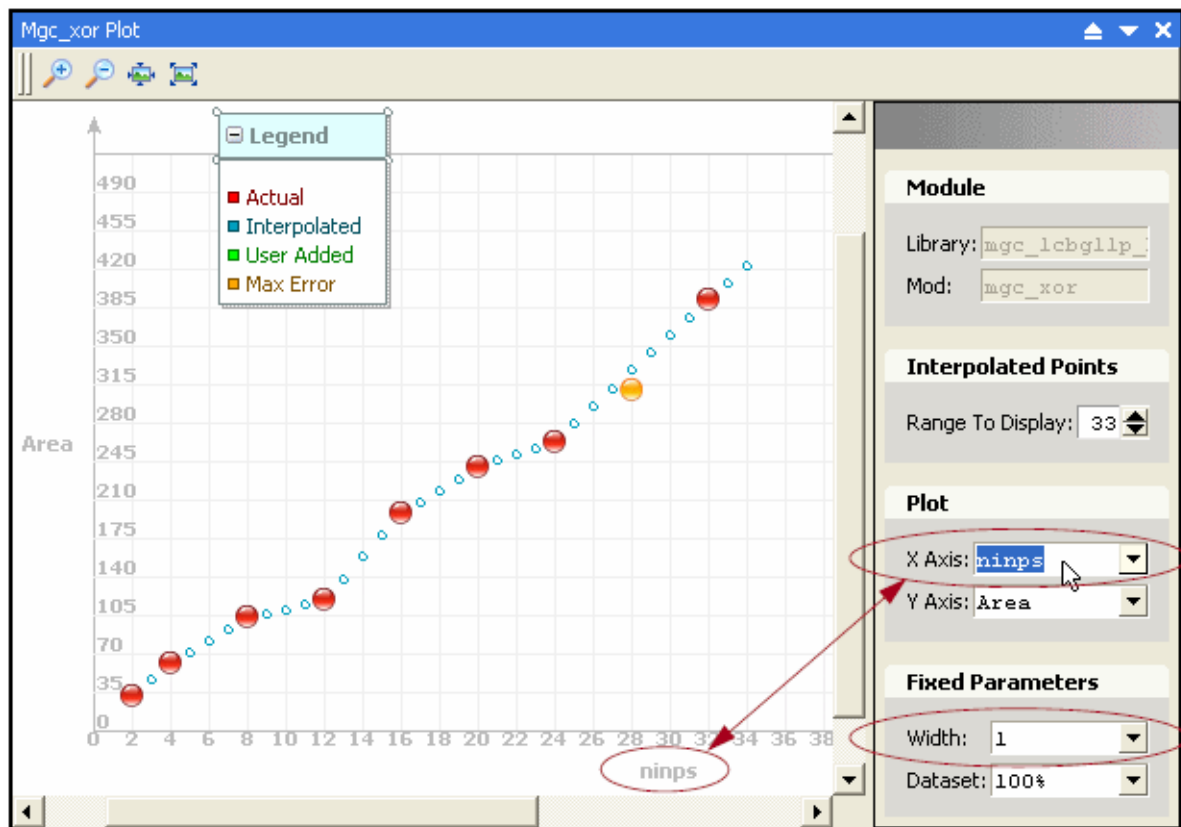 Mgc_xor Plot
Legend
Actual
Interpolated
User Added
Max Error
490
455
420
385
350
315
280
245
210
175
140
105
70
35
0
Area
0 2 4 6 8 10 12 14 16 18 20 22 24 26 28 30 32 34 36 38
ninps
Module
Library: mgc_lcbgllp_
Mod: mgc_xor
Interpolated Points
Range To Display: 33
Plot
X Axis: ninps
Y Axis: Area
Fixed Parameters
Width: 1
Dataset: 100%